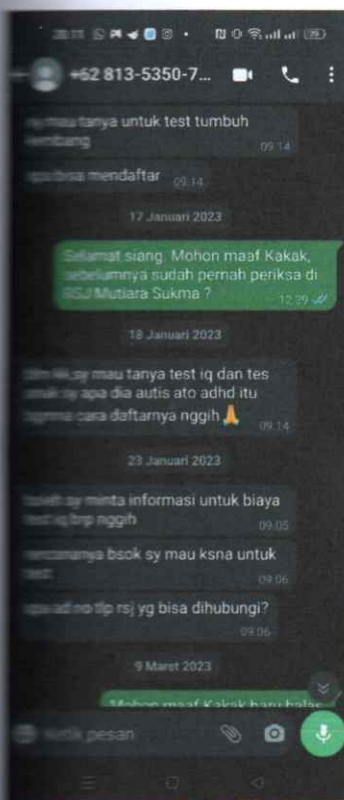 20:11
+62 813-5350-7...
mau tanya untuk test tumbuh
09.14
mendaftar 09.14
17 Januari 2023
Selamat siang. Mohon maaf Kakak,
sebelumnya sudah pernah periksa di
RSJ Mutiara Sukma ?
12.39
18 Januari 2023
mau tanya test iq dan tes
sy apa dia autis ato adhd itu
cara daftarnya nggih 🙏
09.14
23 Januari 2023
sy minta informasi untuk biaya
test iq brp nggih
09.05
bsok sy mau ksna untuk
09.06
no tlp rsj yg bisa dihubungi?
09.06
9 Maret 2023
Mohon maaf Kakak baru balas
Ketik pesan